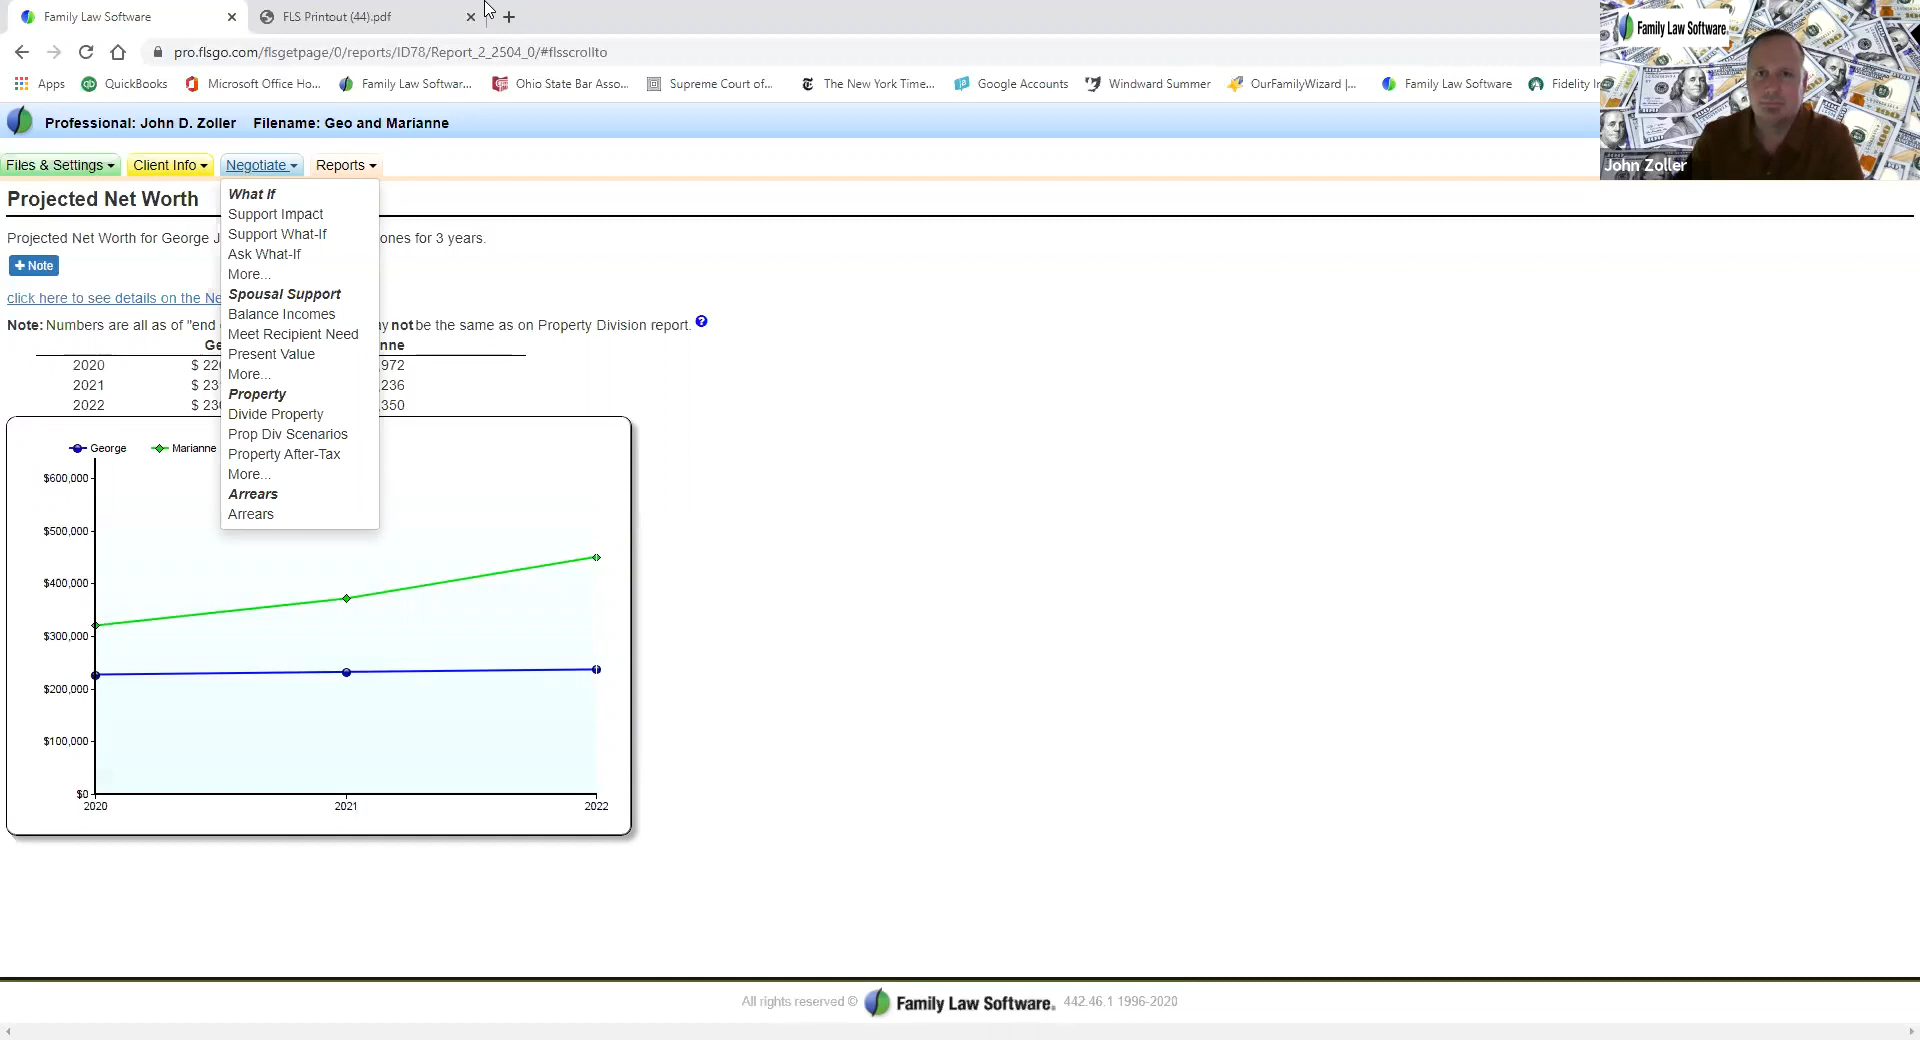 Family Law Software
FLS Printout (44).pdf
pro.flsgo.com/flsgetpage/0/reports/ID78/Report_2_2504_0/#flsscrollto
Apps QuickBooks Microsoft Office Ho... Family Law Softwar... Ohio State Bar Asso... Supreme Court of... The New York Time... Google Accounts Windward Summer OurFamilyWizard |... Family Law Software Fidelity
Family Law Software.
John Zoller
Professional: John D. Zoller Filename: Geo and Marianne
Files & Settings Client Info Negotiate Reports
Projected Net Worth
What If
Support Impact
Projected Net Worth for George J
Support What-If
ones for 3 years.
Ask What-If
+ Note
More...
click here to see details on the Ne
Spousal Support
Balance Incomes
Note: Numbers are all as of "end
not be the same as on Property Division report. ?
Meet Recipient Need
Ge
nne
Present Value
2020 $ 22
972
More...
2021 $ 23
236
Property
2022 $ 23
350
Divide Property
Prop Div Scenarios
Property After-Tax
More...
Arrears
Arrears
George Marianne
$600,000
$500,000
$400,000
$300,000
$200,000
$100,000
$0
2020 2021 2022
All rights reserved © Family Law Software. 442.46.1 1996-2020